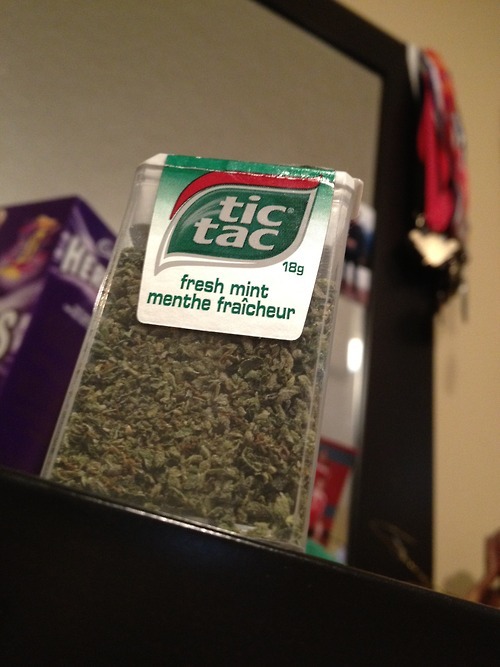 tic
tac
18g
fresh mint
menthe fraîcheur